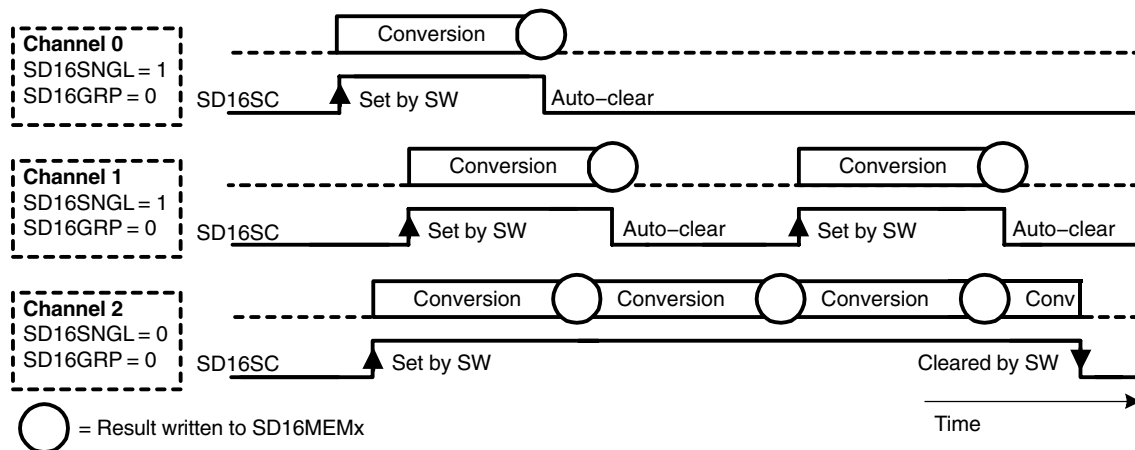 Channel 0
SD16SNGL = 1
SD16GRP = 0
Conversion
SD16SC
Set by SW
Auto−clear
Channel 1
SD16SNGL = 1
SD16GRP = 0
Conversion
Conversion
SD16SC
Set by SW
Auto−clear
Set by SW
Auto−clear
Channel 2
SD16SNGL = 0
SD16GRP = 0
Conversion
Conversion
Conversion
Conv
SD16SC
Set by SW
Cleared by SW
= Result written to SD16MEMx
Time